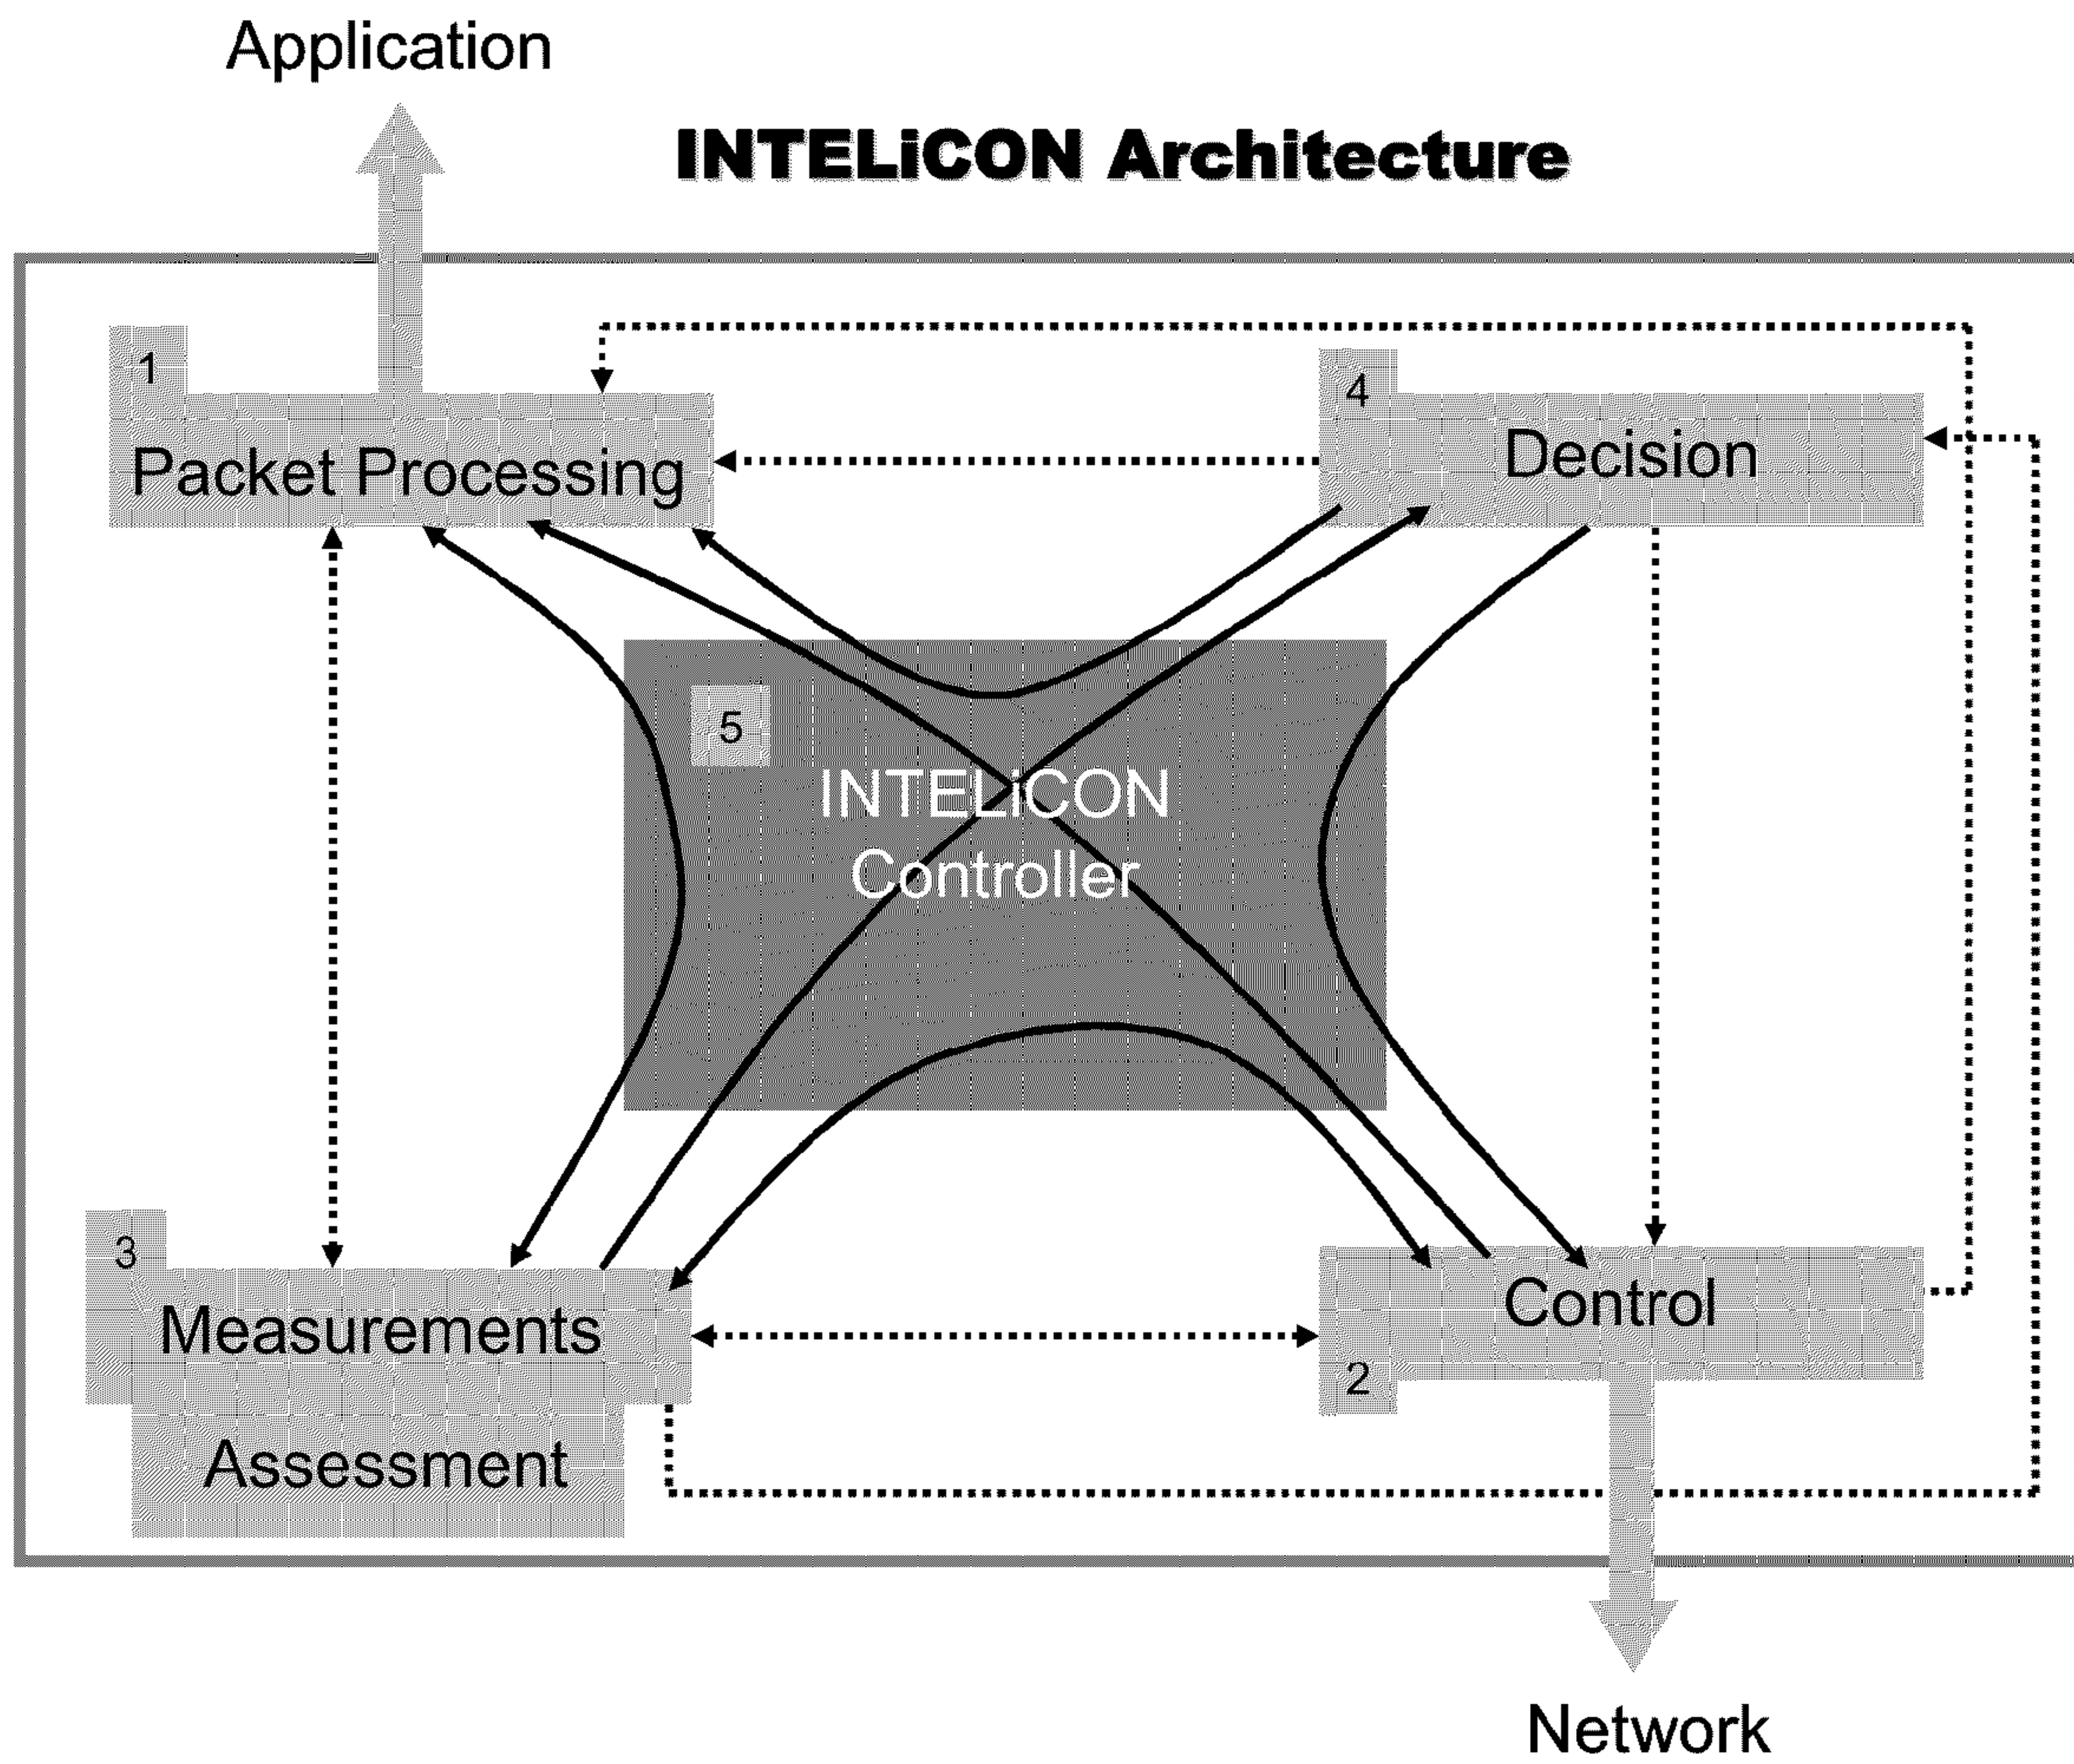 Application
INTELiCON Architecture
1
Packet Processing
4
Decision
5
INTELiCON
Controller
3
Measurements
Assessment
Control
2
Network